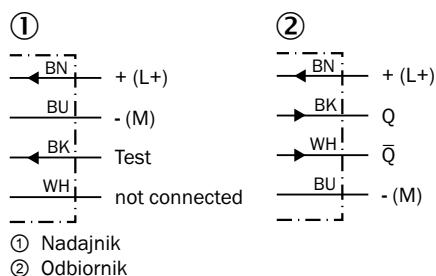 ①
BN + (L+)
BU - (M)
BK Test
WH not connected
②
BN + (L+)
BK Q
WH Q̅
BU - (M)
① Nadajnik
② Odbiornik